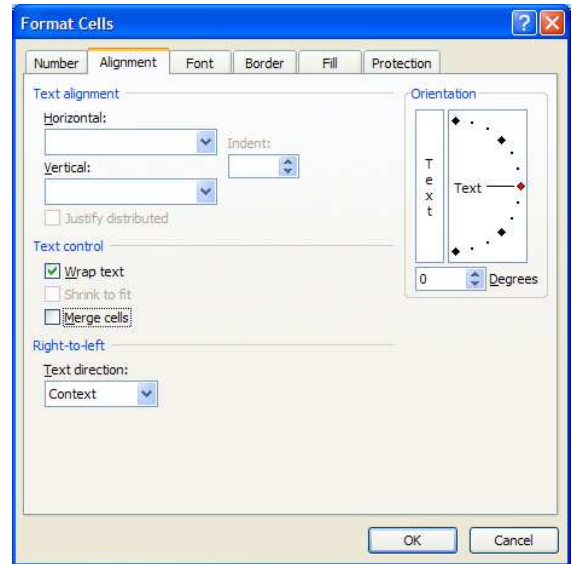 Format Cells
Number Alignment Font Border Fill Protection
Text alignment
Horizontal:
Indent:
Vertical:
Justify distributed
Text control
Wrap text
Shrink to fit
Merge cells
Right-to-left
Text direction:
Context
Orientation
Text
Text
0 Degrees
OK Cancel